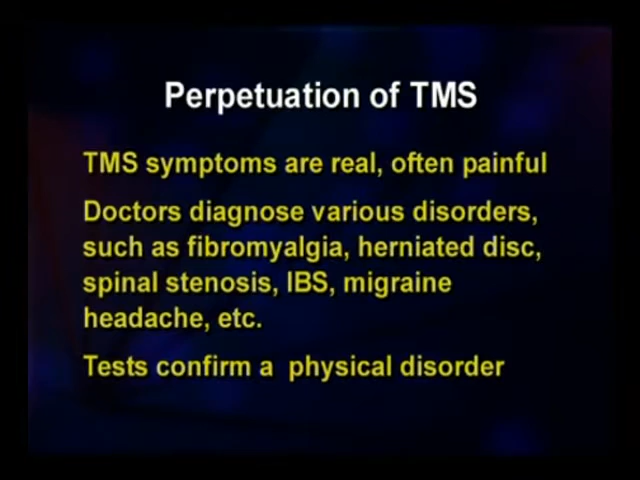 Perpetuation of TMS
TMS symptoms are real, often painful
Doctors diagnose various disorders,
such as fibromyalgia, herniated disc,
spinal stenosis, IBS, migraine
headache, etc.
Tests confirm a  physical disorder